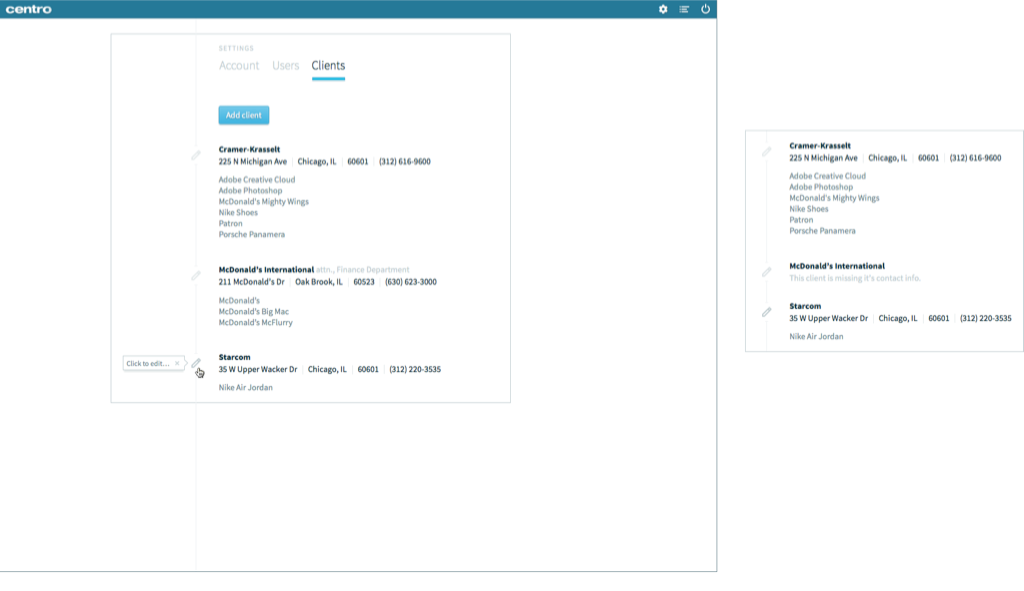 centro
SETTINGS
Account Users Clients
Add client
Cramer-Krasselt
225 N Michigan Ave Chicago, IL 60601 (312) 616-9600
Adobe Creative Cloud
Adobe Photoshop
McDonald's Mighty Wings
Nike Shoes
Patron
Porsche Panamera
McDonald's International attn., Finance Department
211 McDonald's Dr Oak Brook, IL 60523 (630) 623-3000
McDonald's
McDonald's Big Mac
McDonald's McFlurry
Click to edit... ×
Starcom
35 W Upper Wacker Dr Chicago, IL 60601 (312) 220-3535
Nike Air Jordan
Cramer-Krasselt
225 N Michigan Ave Chicago, IL 60601 (312) 616-9600
Adobe Creative Cloud
Adobe Photoshop
McDonald's Mighty Wings
Nike Shoes
Patron
Porsche Panamera
McDonald's International
This client is missing it's contact info.
Starcom
35 W Upper Wacker Dr Chicago, IL 60601 (312) 220-3535
Nike Air Jordan